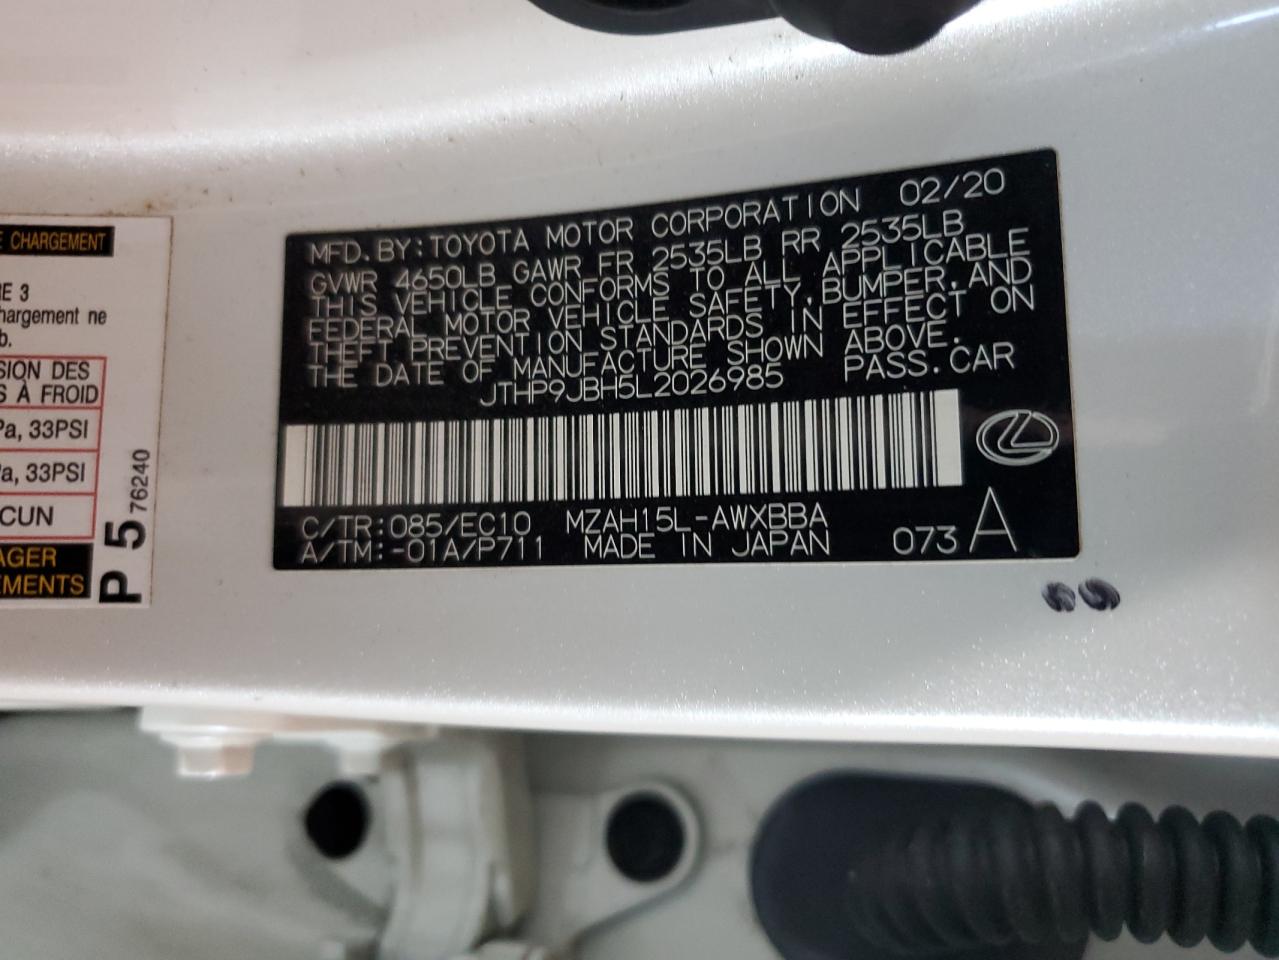 E CHARGEMENT
RE 3
hargement ne
b.
SION DES
S À FROID
Pa, 33PSI
Pa, 33PSI
CUN
AGER
EMENTS
P 5 76240
MFD.BY:TOYOTA MOTOR CORPORATION 02/20
GVWR 4650LB GAWR FR 2535LB RR 2535LB
THIS VEHICLE CONFORMS TO ALL APPLICABLE
FEDERAL MOTOR VEHICLE SAFETY,BUMPER,AND
THEFT PREVENTION STANDARDS IN EFFECT ON
THE DATE OF MANUFACTURE SHOWN ABOVE.
JTHP9JBH5L2026985 PASS.CAR
C/TR:085/EC10 MZAH15L-AWXBBA
A/TM:-01A/P711 MADE IN JAPAN 073 A